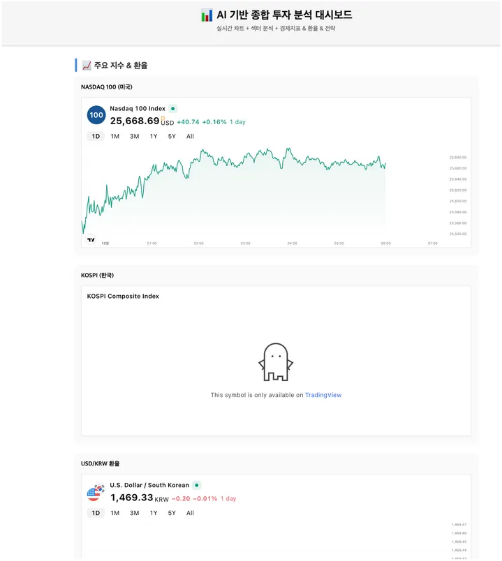 📊 AI 기반 종합 투자 분석 대시보드
실시간 차트 + 섹터 분석 + 경제지표 & 환율 & 전략
📈 주요 지수 & 환율
NASDAQ 100 (미국)
100
Nasdaq 100 Index
25,668.69 USD +40.74 +0.16% 1 day
1D 1M 3M 1Y 5Y All
KOSPI (한국)
KOSPI Composite Index
This symbol is only available on TradingView
USD/KRW 환율
U.S. Dollar / South Korean
1,469.33 KRW −0.20 −0.01% 1 day
1D 1M 3M 1Y 5Y All